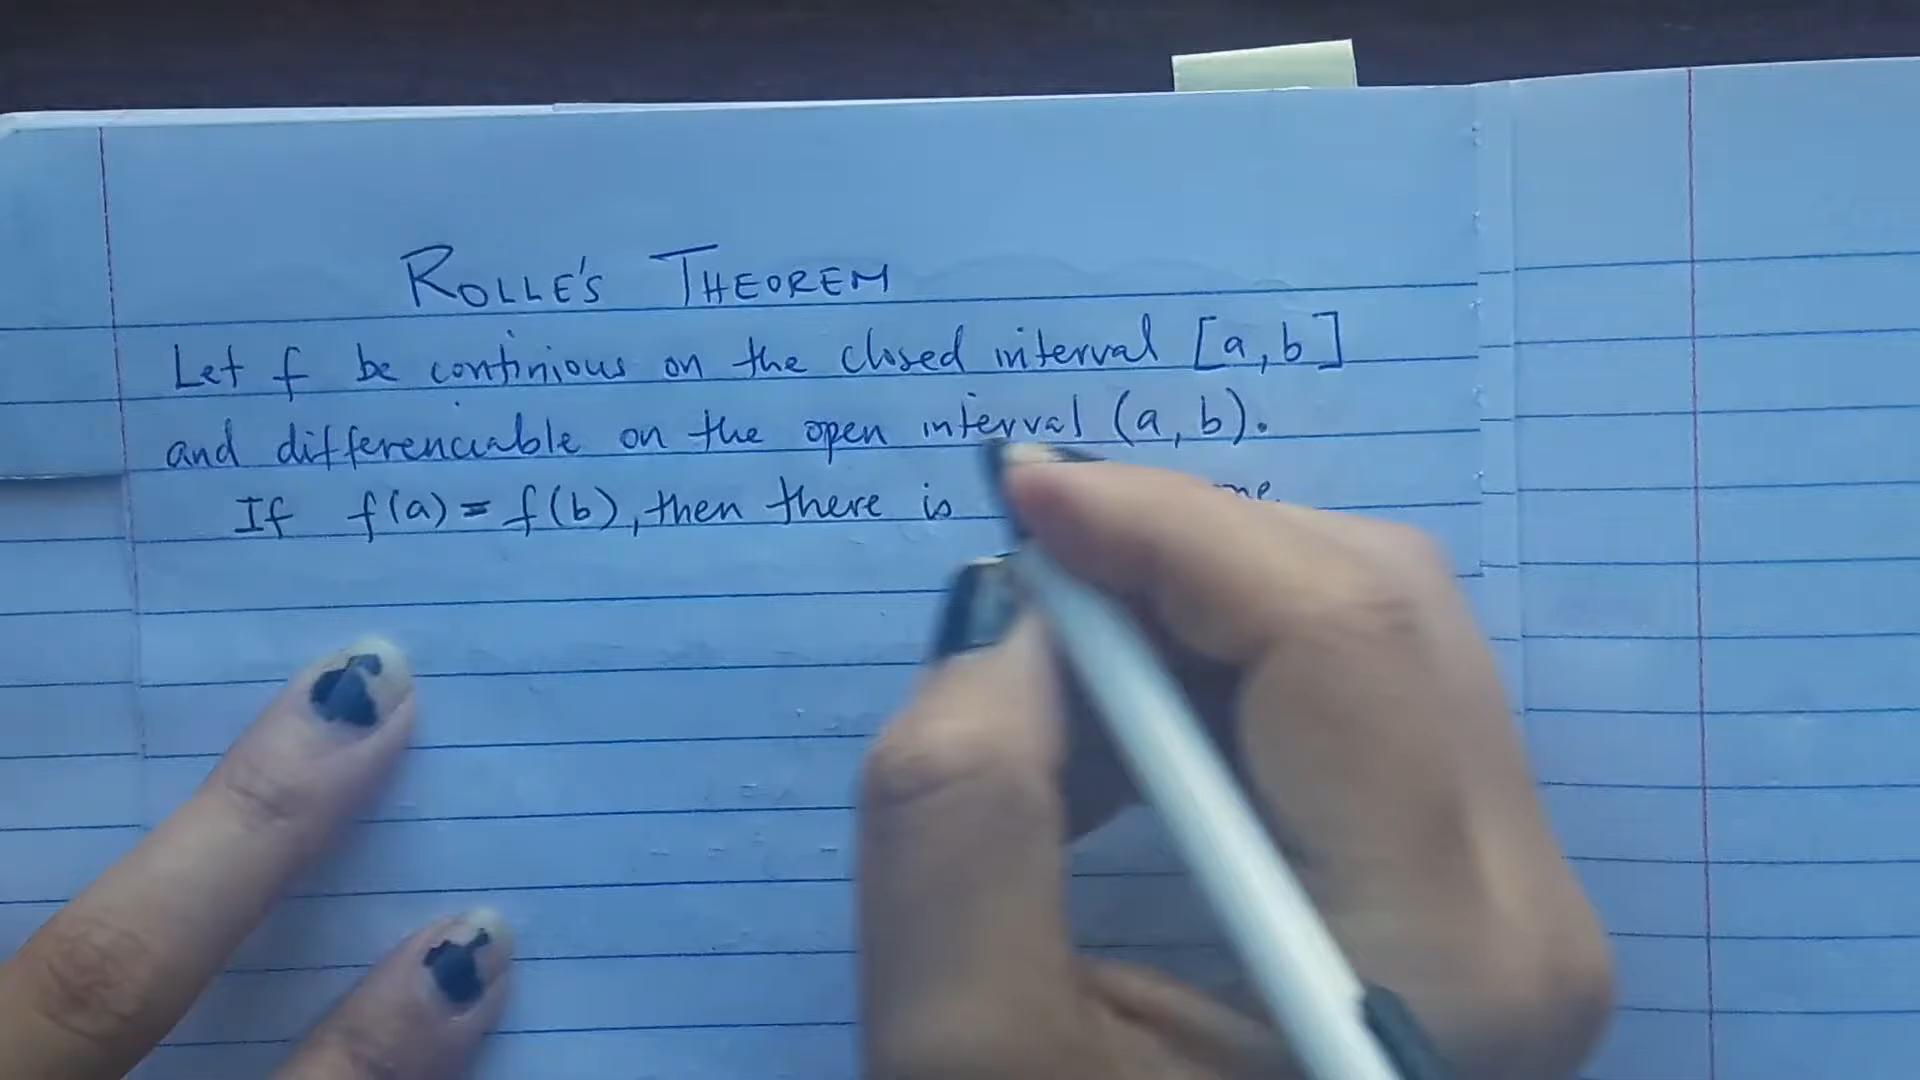 ROLLE'S THEOREM
Let f be continious on the closed interval [a, b]
and differenciable on the open interval (a, b).
If f(a) = f(b), then there is